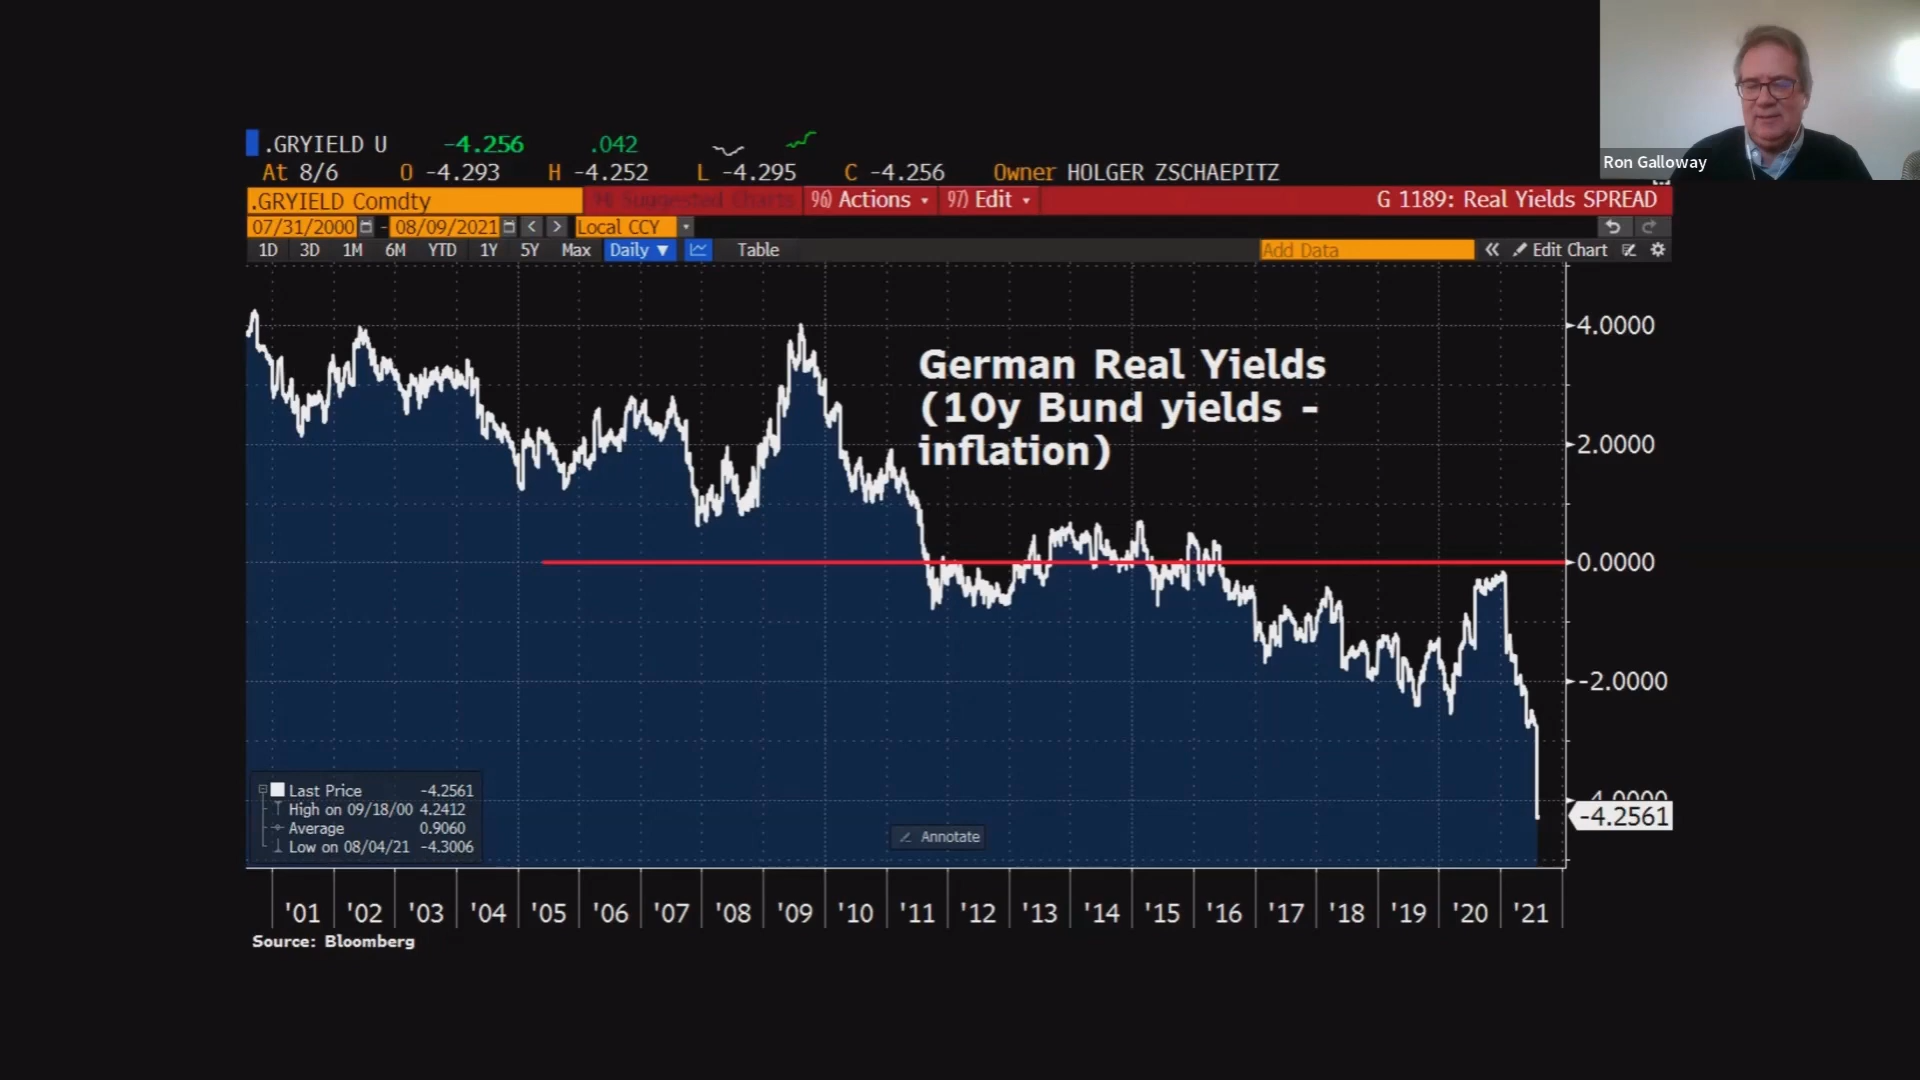 Ron Galloway
.GRYIELD U -4.256 .042
At 8/6 O -4.293 H -4.252 L -4.295 C -4.256 Owner HOLGER ZSCHAEPITZ
.GRYIELD Comdty Suggested Charts 96) Actions 97) Edit G 1189: Real Yields SPREAD
07/31/2000 - 08/09/2021 < > Local CCY
1D 3D 1M 6M YTD 1Y 5Y Max Daily ▼ Table Add Data « Edit Chart
German Real Yields
(10y Bund yields -
inflation)
4.0000
2.0000
0.0000
-2.0000
-4.2561
Last Price -4.2561
High on 09/18/00 4.2412
Average 0.9060
Low on 08/04/21 -4.3006
Annotate
'01 '02 '03 '04 '05 '06 '07 '08 '09 '10 '11 '12 '13 '14 '15 '16 '17 '18 '19 '20 '21
Source: Bloomberg